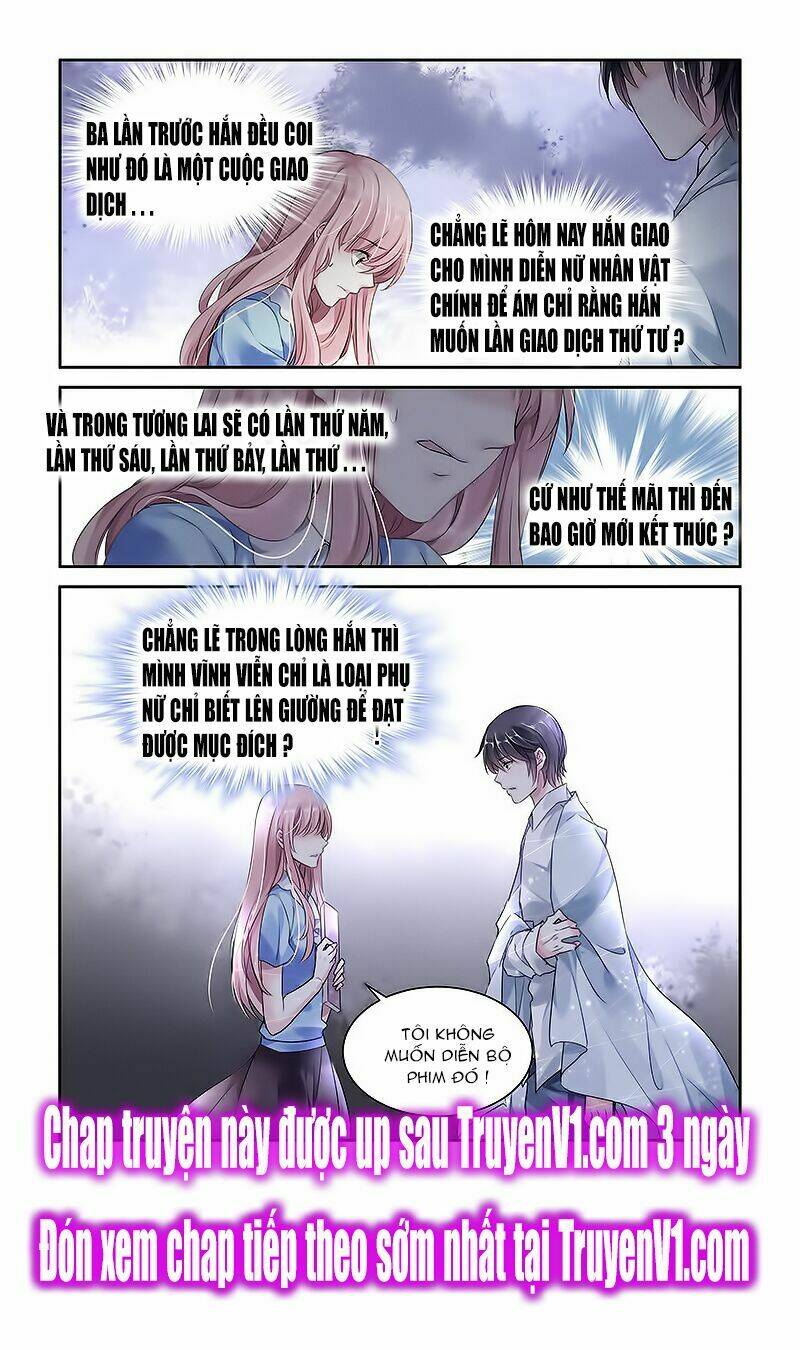 BA LẦN TRƯỚC HẮN ĐỀU COI
NHƯ ĐÓ LÀ MỘT CUỘC GIAO
DỊCH . . .
CHẲNG LẼ HÔM NAY HẮN GIAO
CHO MÌNH DIỄN NỮ NHÂN VẬT
CHÍNH ĐỂ ÁM CHỈ RẰNG HẮN
MUỐN LẦN GIAO DỊCH THỨ TƯ ?
VÀ TRONG TƯƠNG LAI SẼ CÓ LẦN THỨ NĂM,
LẦN THỨ SÁU, LẦN THỨ BẢY, LẦN THỨ . . .
CỨ NHƯ THẾ MÃI THÌ ĐẾN
BAO GIỜ MỚI KẾT THÚC ?
CHẲNG LẼ TRONG LÒNG HẮN THÌ
MÌNH VĨNH VIỄN CHỈ LÀ LOẠI PHỤ
NỮ CHỈ BIẾT LÊN GIƯỜNG ĐỂ ĐẠT
ĐƯỢC MỤC ĐÍCH ? !
TÔI KHÔNG
MUỐN DIỄN BỘ
PHIM ĐÓ !
Chap truyện này được up sau TruyenV1.com 3 ngày
Đón xem chap tiếp theo sớm nhất tại TruyenV1.com